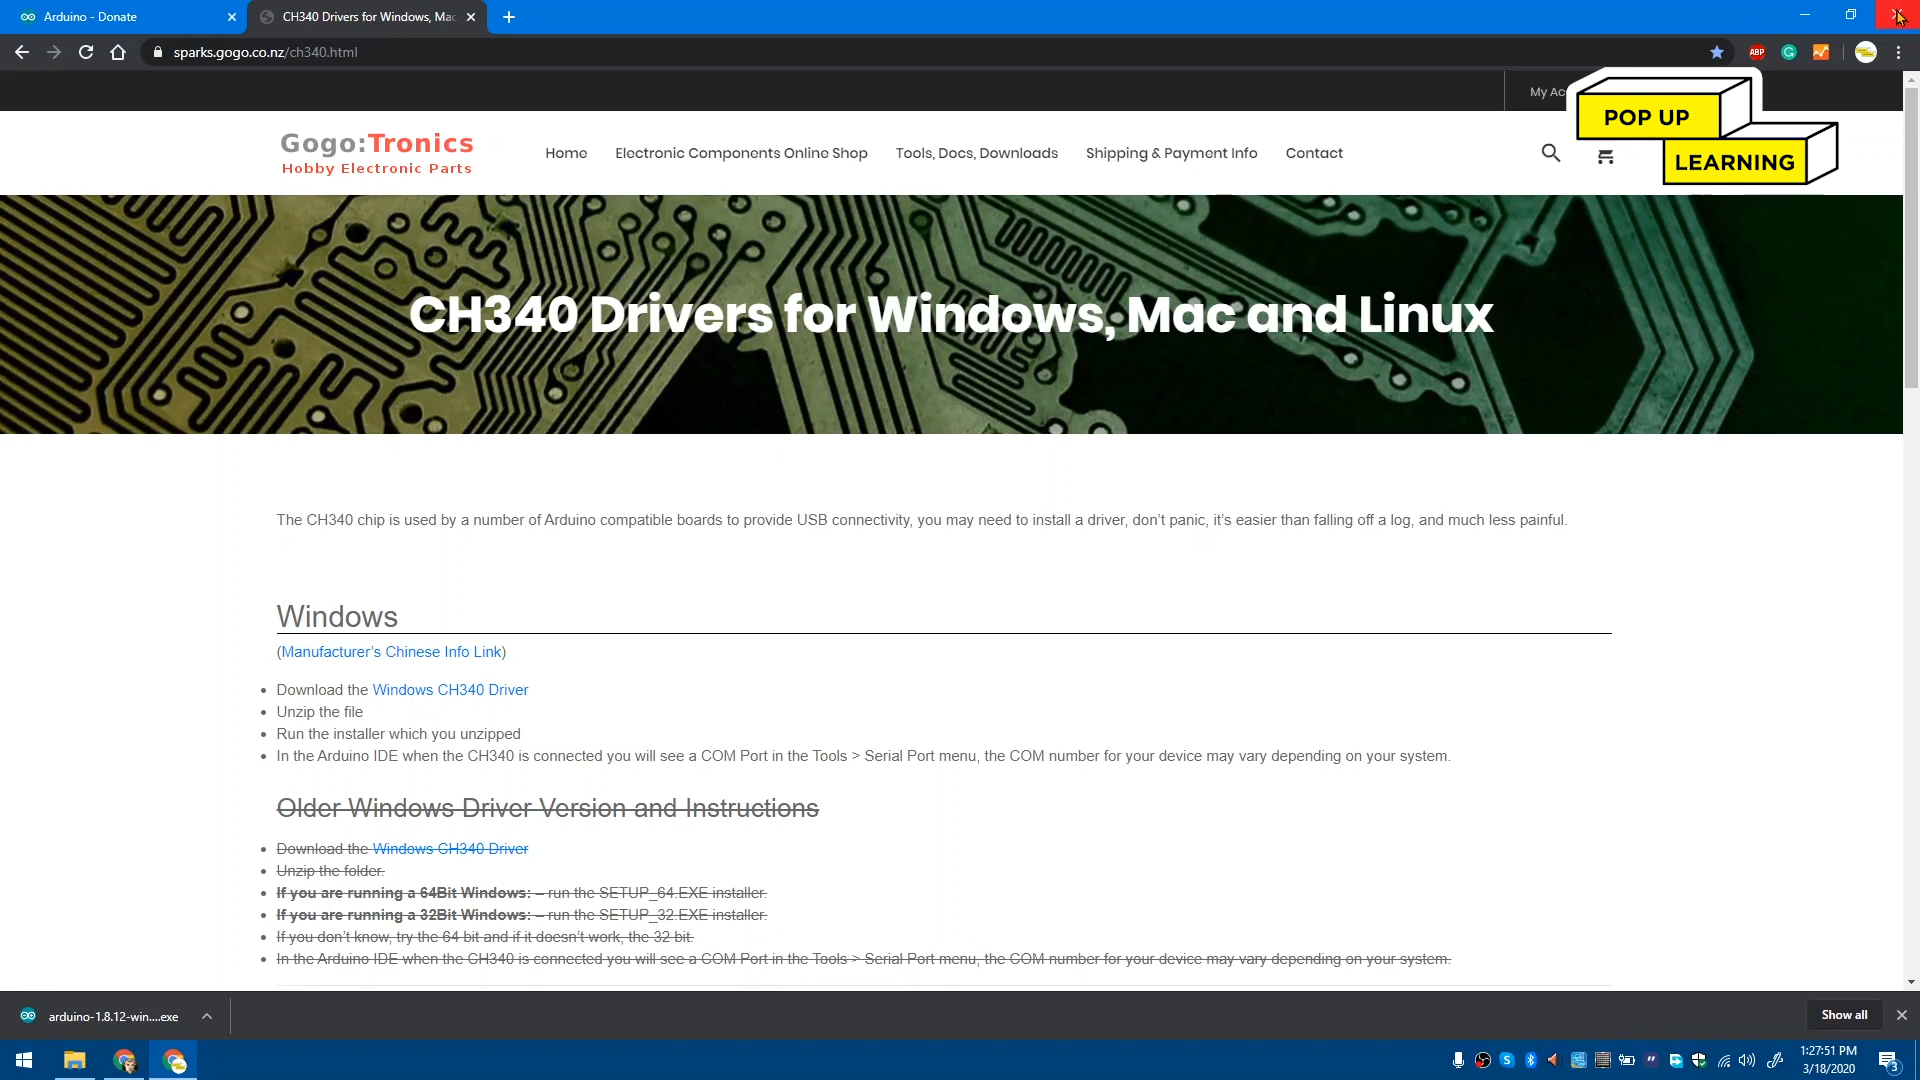 Arduino - Donate
CH340 Drivers for Windows, Mac
sparks.gogo.co.nz/ch340.html
ABP
My Ac
POP UP
LEARNING
Gogo:Tronics
Hobby Electronic Parts
Home
Electronic Components Online Shop
Tools, Docs, Downloads
Shipping & Payment Info
Contact
CH340 Drivers for Windows, Mac and Linux
The CH340 chip is used by a number of Arduino compatible boards to provide USB connectivity, you may need to install a driver, don't panic, it's easier than falling off a log, and much less painful.
Windows
(Manufacturer's Chinese Info Link)
Download the Windows CH340 Driver
Unzip the file
Run the installer which you unzipped
In the Arduino IDE when the CH340 is connected you will see a COM Port in the Tools > Serial Port menu, the COM number for your device may vary depending on your system.
Older Windows Driver Version and Instructions
Download the Windows CH340 Driver
Unzip the folder.
If you are running a 64Bit Windows: – run the SETUP_64.EXE installer.
If you are running a 32Bit Windows: – run the SETUP_32.EXE installer.
If you don't know, try the 64 bit and if it doesn't work, the 32 bit.
In the Arduino IDE when the CH340 is connected you will see a COM Port in the Tools > Serial Port menu, the COM number for your device may vary depending on your system.
arduino-1.8.12-win....exe
Show all
1:27:51 PM
3/18/2020
3